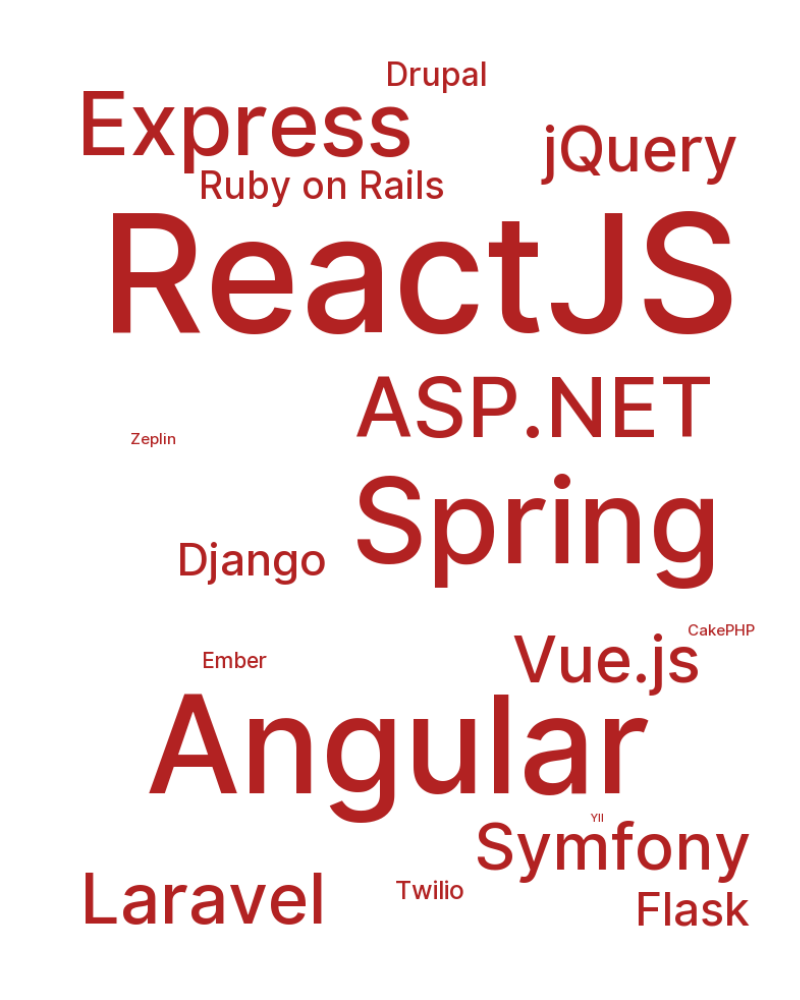 Drupal
Express
jQuery
Ruby on Rails
ReactJS
ASP.NET
Zeplin
Spring
Django
CakePHP
Vue.js
Ember
Angular
YII
Symfony
Laravel
Twilio
Flask